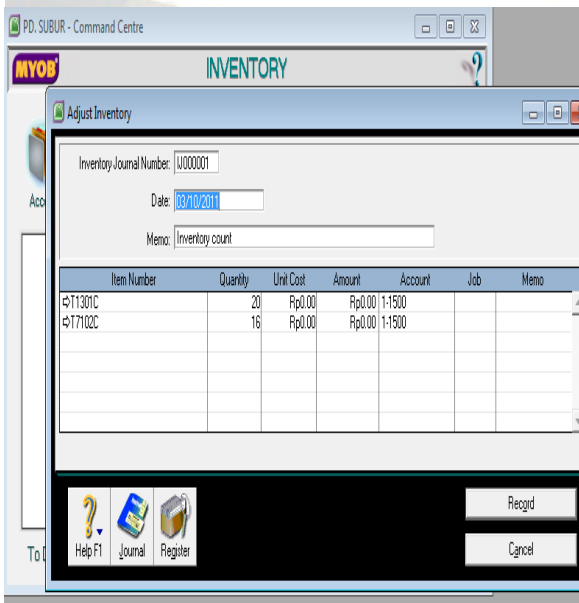 PD. SUBUR - Command Centre
MYOB INVENTORY
Adjust Inventory
Inventory Journal Number: IJ000001
Date: 03/10/2011
Memo: Inventory count
Item Number Quantity Unit Cost Amount Account Job Memo
T1301C 20 Rp0.00 Rp0.00 1-1500
T7102C 16 Rp0.00 Rp0.00 1-1500
Help F1 Journal Register
Record
Cancel